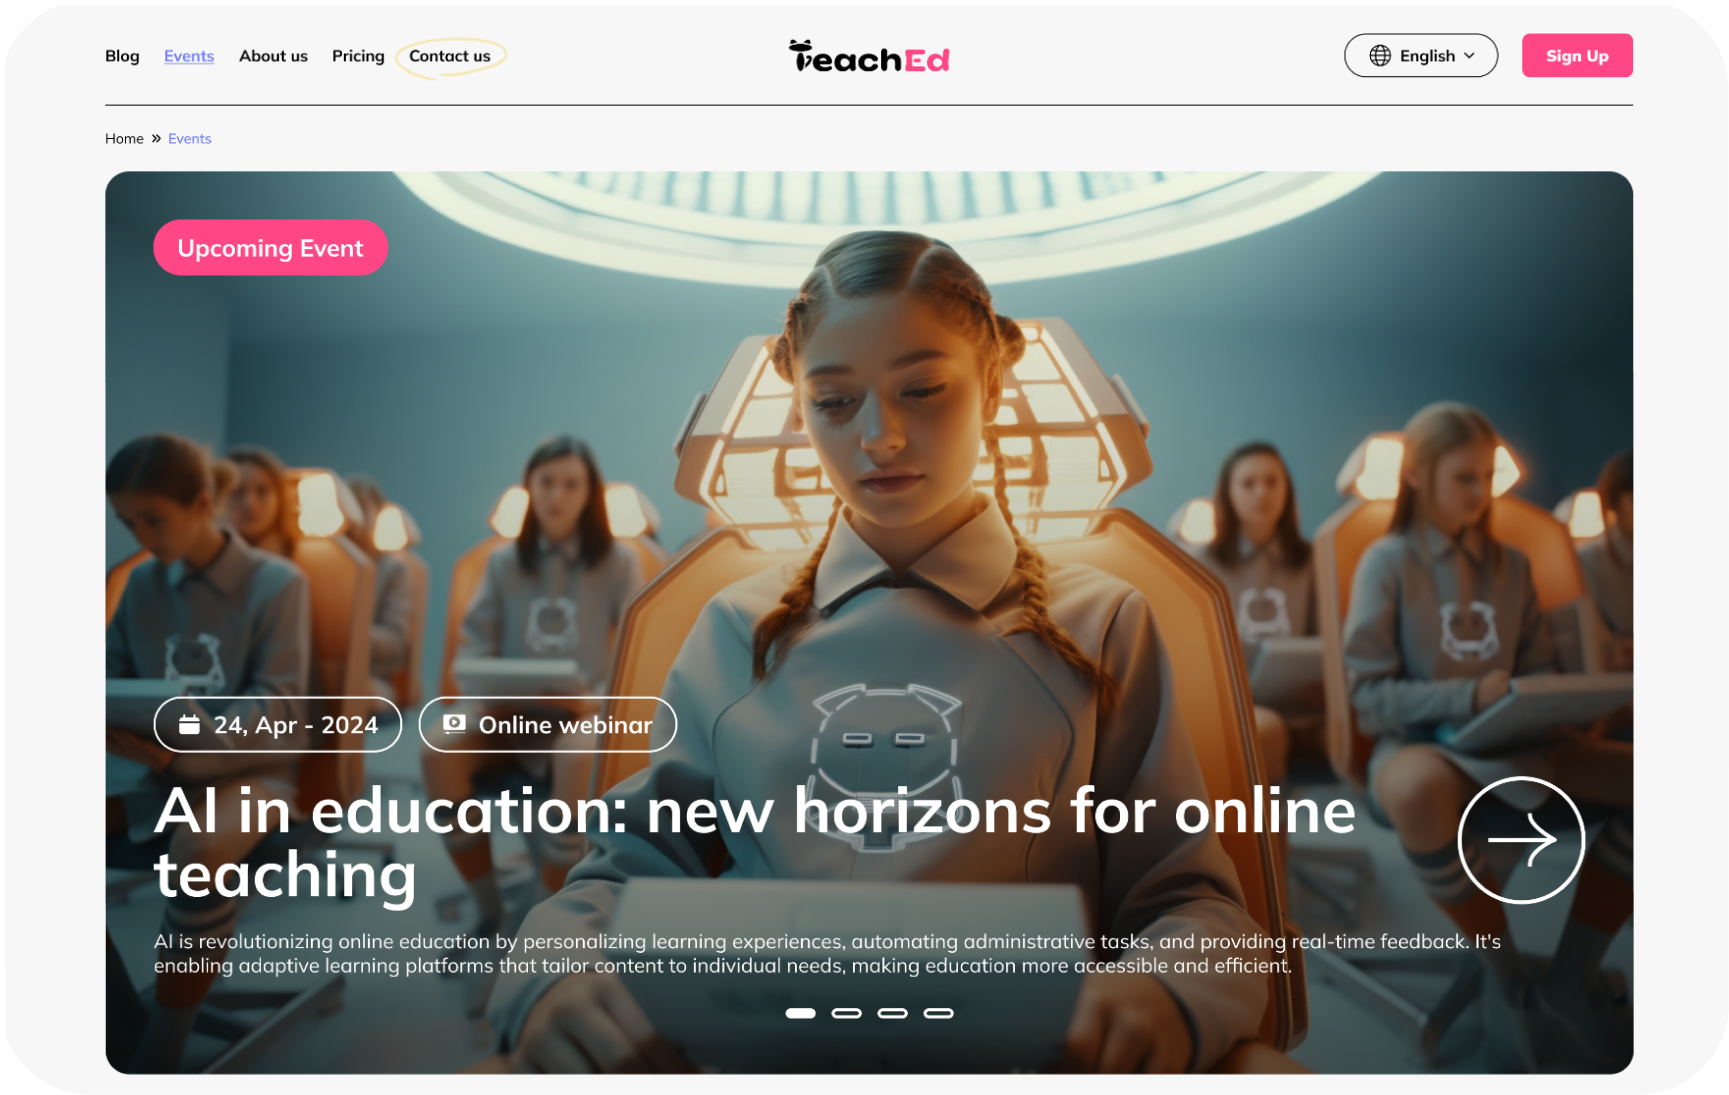 Blog Events About us Pricing Contact us TeachEd English Sign Up
Home » Events
Upcoming Event
24, Apr - 2024 Online webinar
AI in education: new horizons for online
teaching
AI is revolutionizing online education by personalizing learning experiences, automating administrative tasks, and providing real-time feedback. It's
enabling adaptive learning platforms that tailor content to individual needs, making education more accessible and efficient.